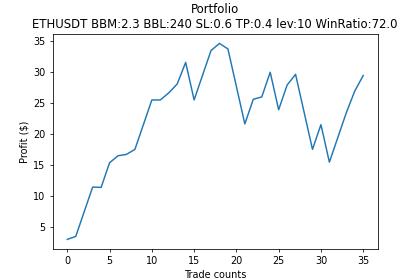 Portfolio
ETHUSDT BBM:2.3 BBL:240 SL:0.6 TP:0.4 lev:10 WinRatio:72.0
35
30
25
20
15
10
5
Profit ($)
0 5 10 15 20 25 30 35
Trade counts